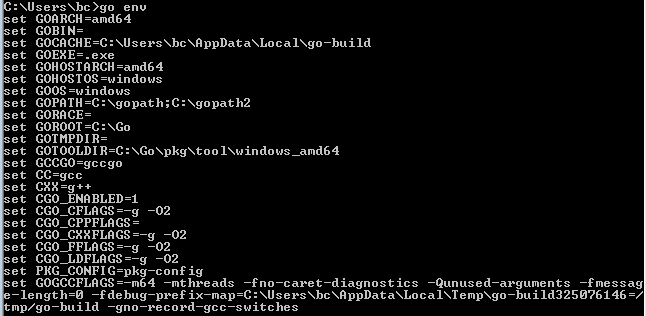 C:\Users\bc>go env
set GOARCH=amd64
set GOBIN=
set GOCACHE=C:\Users\bc\AppData\Local\go-build
set GOEXE=.exe
set GOHOSTARCH=amd64
set GOHOSTOS=windows
set GOOS=windows
set GOPATH=C:\gopath;C:\gopath2
set GORACE=
set GOROOT=C:\Go
set GOTMPDIR=
set GOTOOLDIR=C:\Go\pkg\tool\windows_amd64
set GCCGO=gccgo
set CC=gcc
set CXX=g++
set CGO_ENABLED=1
set CGO_CFLAGS=-g -O2
set CGO_CPPFLAGS=
set CGO_CXXFLAGS=-g -O2
set CGO_FFLAGS=-g -O2
set CGO_LDFLAGS=-g -O2
set PKG_CONFIG=pkg-config
set GOGCCFLAGS=-m64 -mthreads -fno-caret-diagnostics -Qunused-arguments -fmessag
e-length=0 -fdebug-prefix-map=C:\Users\bc\AppData\Local\Temp\go-build325076146=/
tmp/go-build -gno-record-gcc-switches